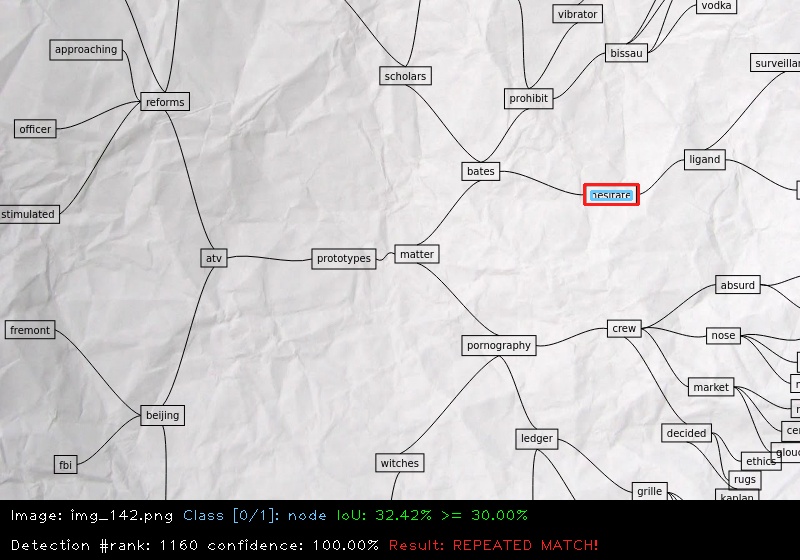 vodka
vibrator
approaching
bissau
surveillan
scholars
prohibit
reforms
officer
ligand
bates
stimulated
matter
atv
prototypes
absurd
fremont
crew
nose
pornography
market
beijing
decided
ledger
glouc
ethics
witches
fbi
rugs
grille
kaplan
Image: img_142.png Class [0/1]: node IoU: 32.42% >= 30.00%
Detection #rank: 1160 confidence: 100.00% Result: REPEATED MATCH!